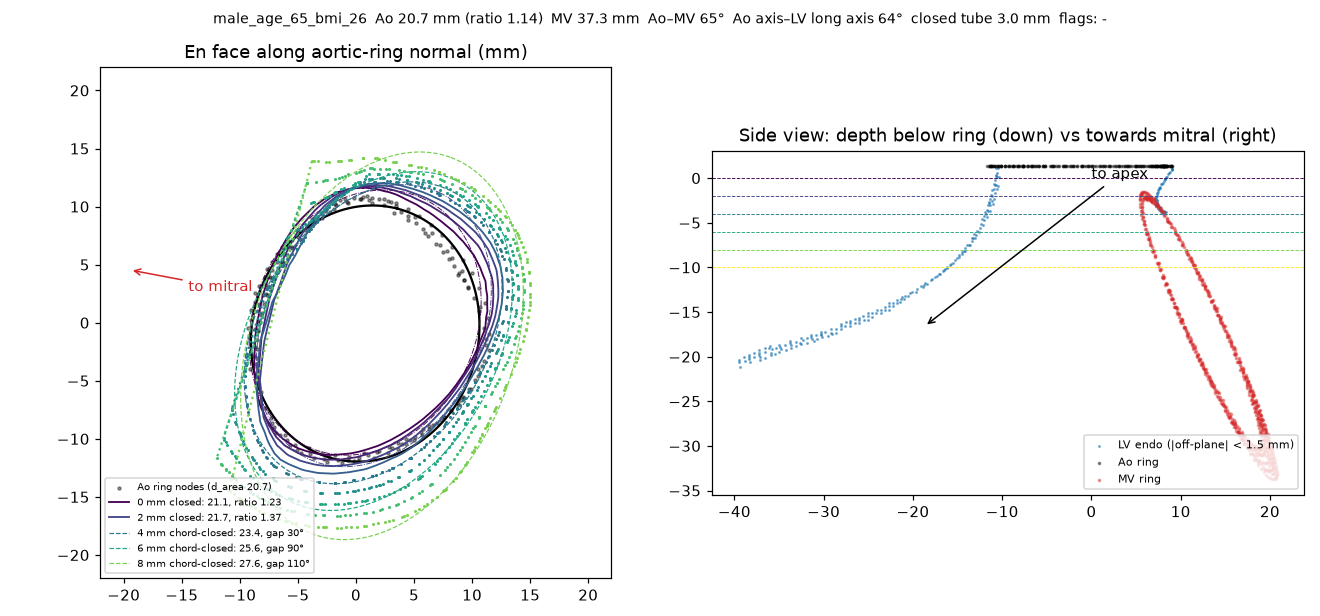 male_age_65_bmi_26  Ao 20.7 mm (ratio 1.14)  MV 37.3 mm  Ao–MV 65°  Ao axis–LV long axis 64°  closed tube 3.0 mm  flags: -
En face along aortic-ring normal (mm)
20
15
10
5
0
−5
−10
−15
−20
−20
−15
−10
−5
0
5
10
15
20
to mitral
Ao ring nodes (d_area 20.7)
0 mm closed: 21.1, ratio 1.23
2 mm closed: 21.7, ratio 1.37
4 mm chord-closed: 23.4, gap 30°
6 mm chord-closed: 25.6, gap 90°
8 mm chord-closed: 27.6, gap 110°
Side view: depth below ring (down) vs towards mitral (right)
0
−5
−10
−15
−20
−25
−30
−35
−40
−30
−20
−10
0
10
20
to apex
LV endo (|off-plane| < 1.5 mm)
Ao ring
MV ring